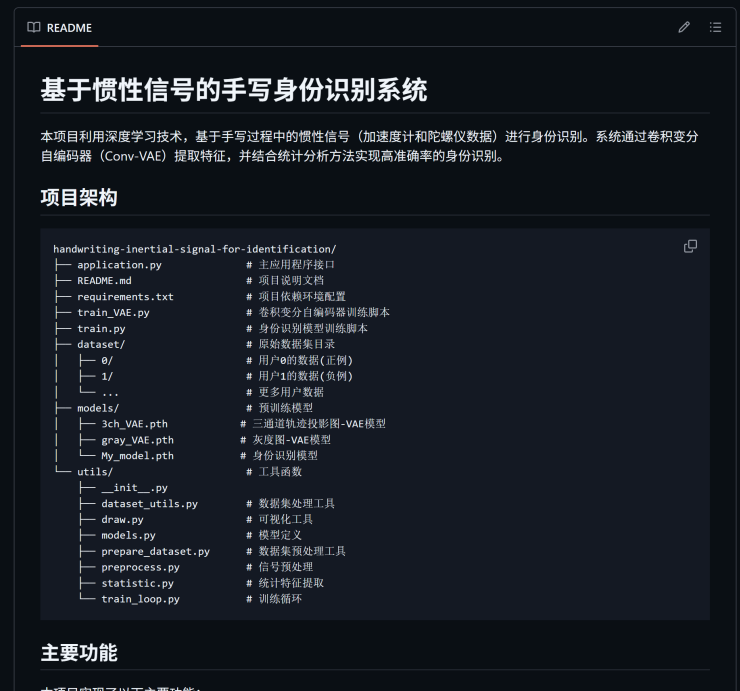 README
基于惯性信号的手写身份识别系统
本项目利用深度学习技术，基于手写过程中的惯性信号（加速度计和陀螺仪数据）进行身份识别。系统通过卷积变分
自编码器（Conv-VAE）提取特征，并结合统计分析方法实现高准确率的身份识别。
项目架构
handwriting-inertial-signal-for-identification/
├── application.py # 主应用程序接口
├── README.md # 项目说明文档
├── requirements.txt # 项目依赖环境配置
├── train_VAE.py # 卷积变分自编码器训练脚本
├── train.py # 身份识别模型训练脚本
├── dataset/ # 原始数据集目录
│ ├── 0/ # 用户0的数据(正例)
│ ├── 1/ # 用户1的数据(负例)
│ └── ... # 更多用户数据
├── models/ # 预训练模型
│ ├── 3ch_VAE.pth # 三通道轨迹投影图-VAE模型
│ ├── gray_VAE.pth # 灰度图-VAE模型
│ └── My_model.pth # 身份识别模型
└── utils/ # 工具函数
├── __init__.py
├── dataset_utils.py # 数据集处理工具
├── draw.py # 可视化工具
├── models.py # 模型定义
├── prepare_dataset.py # 数据集预处理工具
├── preprocess.py # 信号预处理
├── statistic.py # 统计特征提取
└── train_loop.py # 训练循环
主要功能
本项目实现了以下主要功能：